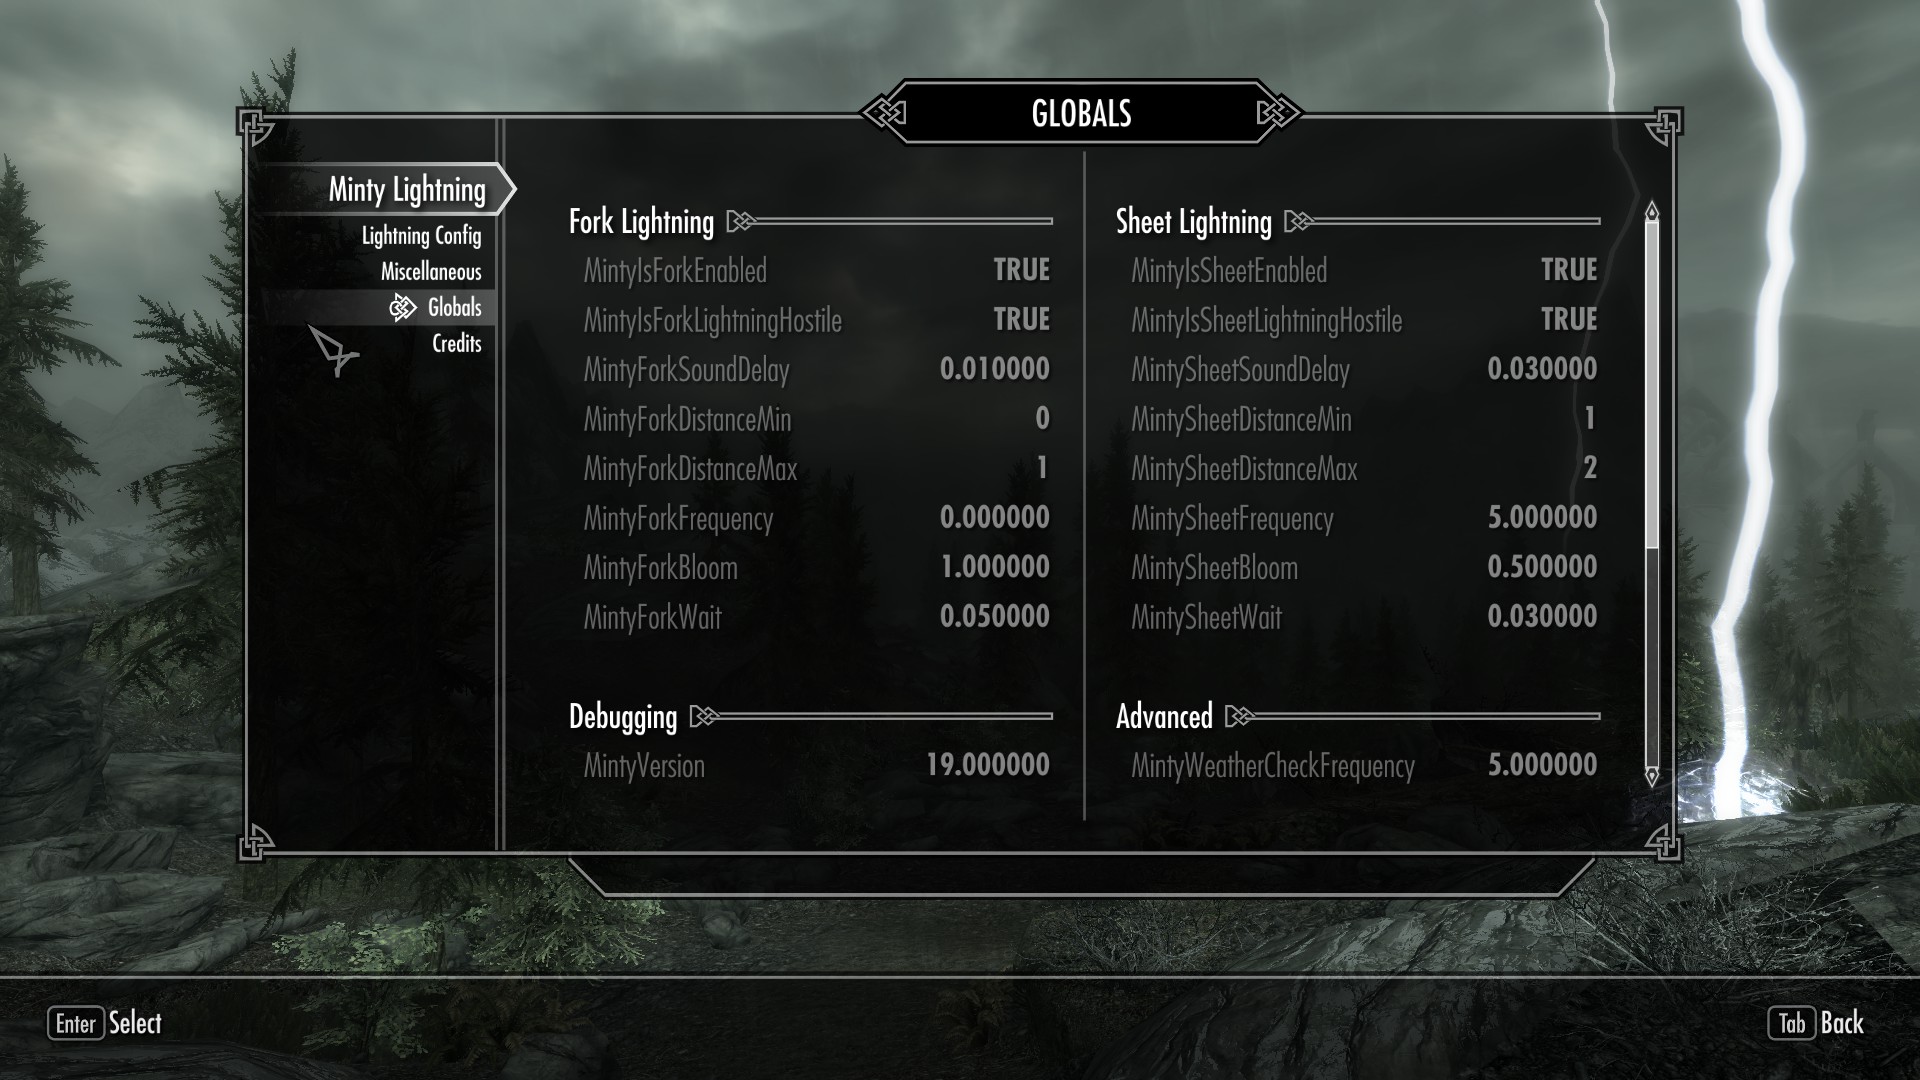 GLOBALS
Minty Lightning
Lightning Config
Miscellaneous
Globals
Credits
Fork Lightning
MintyIsForkEnabled TRUE
MintyIsForkLightningHostile TRUE
MintyForkSoundDelay 0.010000
MintyForkDistanceMin 0
MintyForkDistanceMax 1
MintyForkFrequency 0.000000
MintyForkBloom 1.000000
MintyForkWait 0.050000
Debugging
MintyVersion 19.000000
Sheet Lightning
MintyIsSheetEnabled TRUE
MintyIsSheetLightningHostile TRUE
MintySheetSoundDelay 0.030000
MintySheetDistanceMin 1
MintySheetDistanceMax 2
MintySheetFrequency 5.000000
MintySheetBloom 0.500000
MintySheetWait 0.030000
Advanced
MintyWeatherCheckFrequency 5.000000
Enter Select
Tab Back